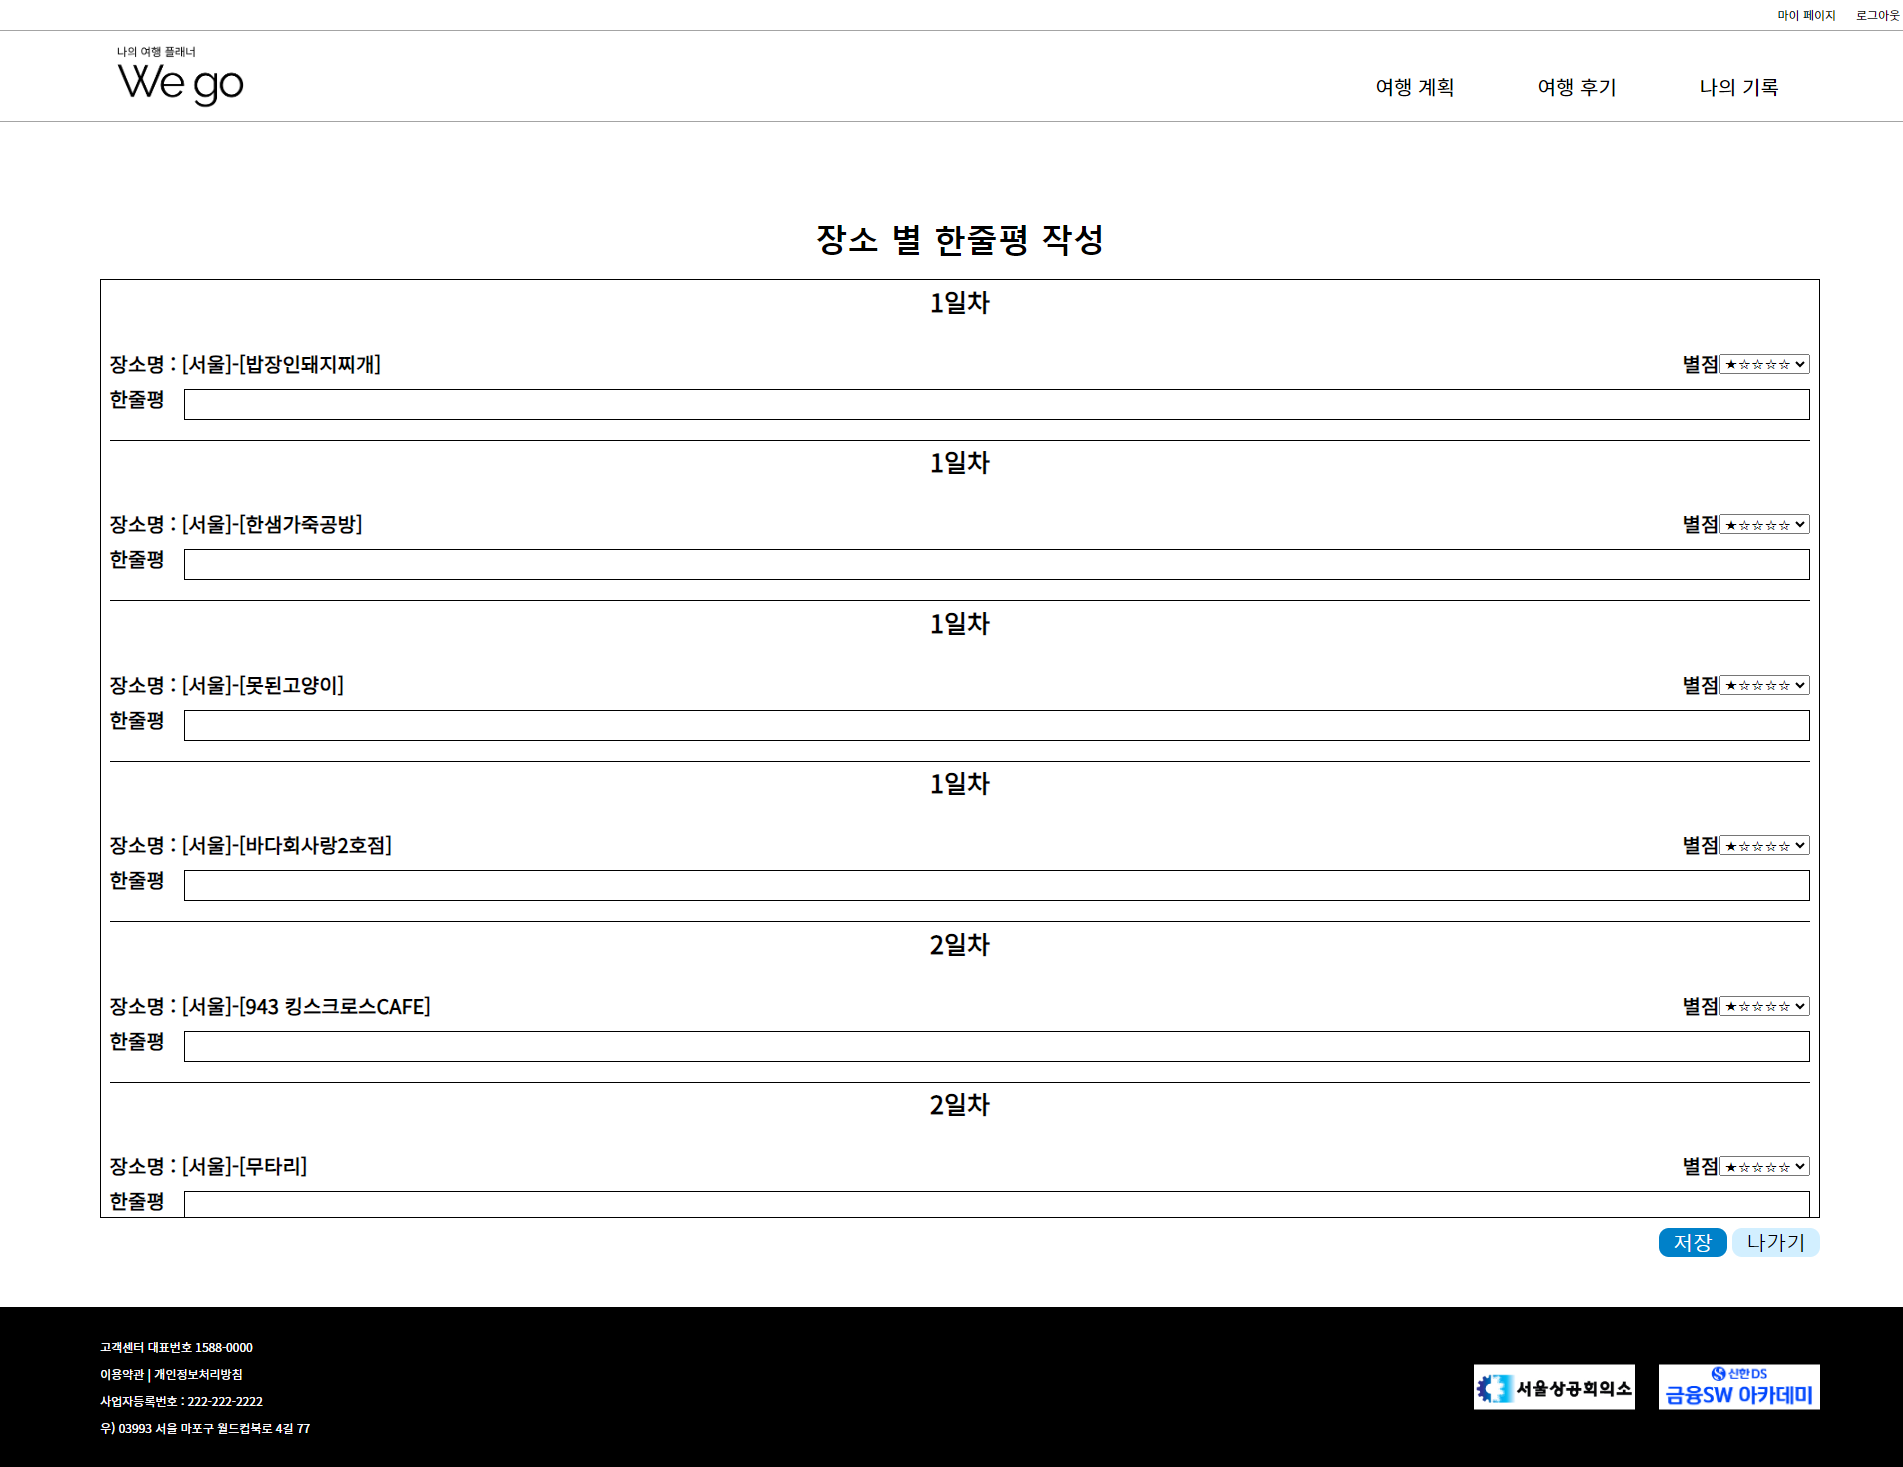 마이 페이지 로그아웃
나의 여행 플래너
We go
여행 계획 여행 후기 나의 기록
장소 별 한줄평 작성
1일차
장소명 : [서울]-[밥장인돼지찌개] 별점 ★☆☆☆☆
한줄평
1일차
장소명 : [서울]-[한샘가죽공방] 별점 ★☆☆☆☆
한줄평
1일차
장소명 : [서울]-[못된고양이] 별점 ★☆☆☆☆
한줄평
1일차
장소명 : [서울]-[바다회사랑2호점] 별점 ★☆☆☆☆
한줄평
2일차
장소명 : [서울]-[943 킹스크로스CAFE] 별점 ★☆☆☆☆
한줄평
2일차
장소명 : [서울]-[무타리] 별점 ★☆☆☆☆
한줄평
저장 나가기
고객센터 대표번호 1588-0000
이용약관 | 개인정보처리방침
사업자등록번호 : 222-222-2222
우) 03993 서울 마포구 월드컵북로 4길 77
서울상공회의소
신한DS
금융SW 아카데미